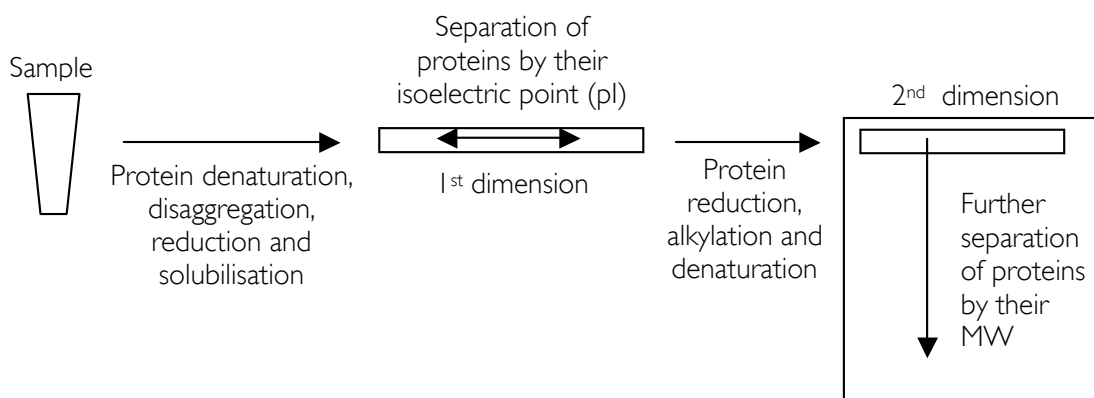 Sample
Protein denaturation,
disaggregation,
reduction and
solubilisation
Separation of
proteins by their
isoelectric point (pI)
1st dimension
Protein
reduction,
alkylation and
denaturation
2nd dimension
Further
separation
of proteins
by their
MW